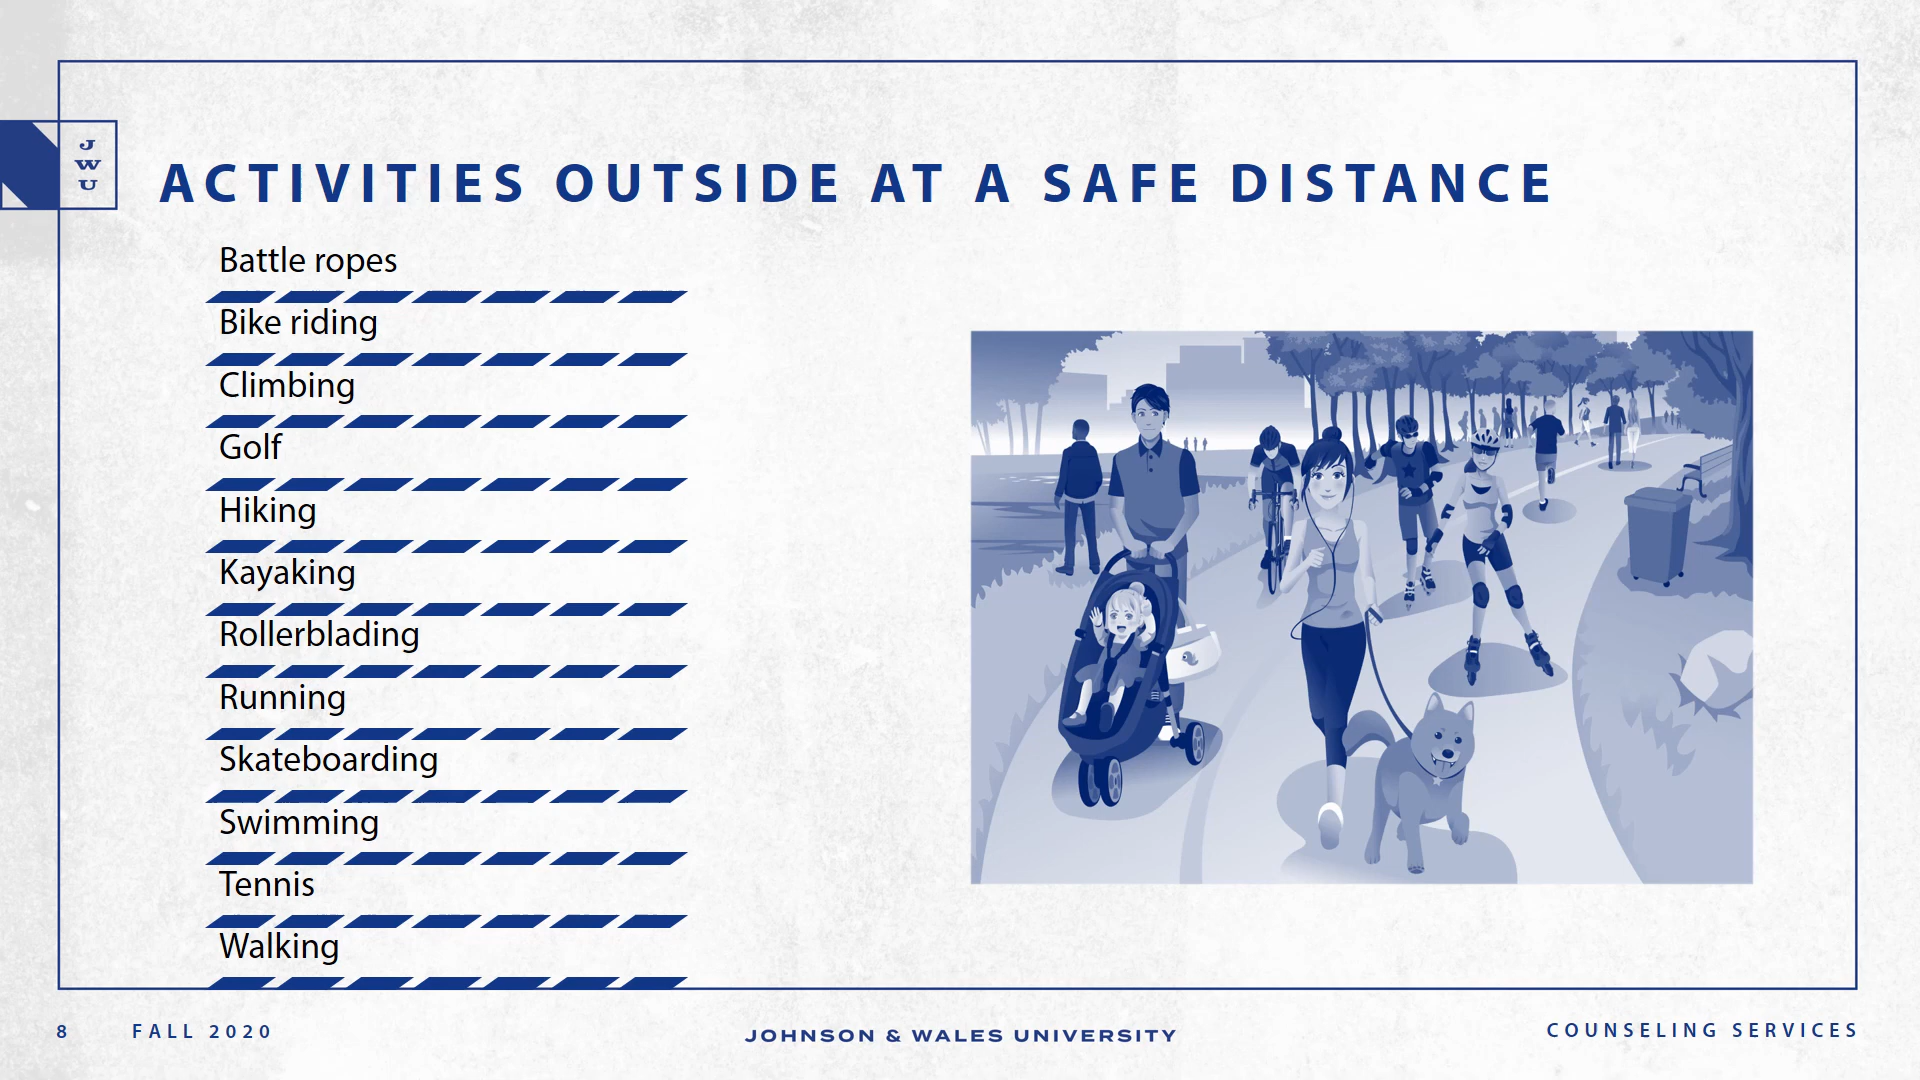 J
W
U
ACTIVITIES OUTSIDE AT A SAFE DISTANCE
Battle ropes
Bike riding
Climbing
Golf
Hiking
Kayaking
Rollerblading
Running
Skateboarding
Swimming
Tennis
Walking
8 FALL 2020
JOHNSON & WALES UNIVERSITY
COUNSELING SERVICES